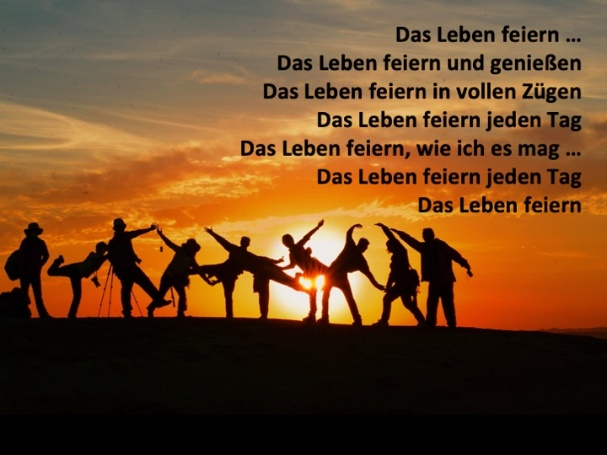 Das Leben feiern …
Das Leben feiern und genießen
Das Leben feiern in vollen Zügen
Das Leben feiern jeden Tag
Das Leben feiern, wie ich es mag …
Das Leben feiern jeden Tag
Das Leben feiern